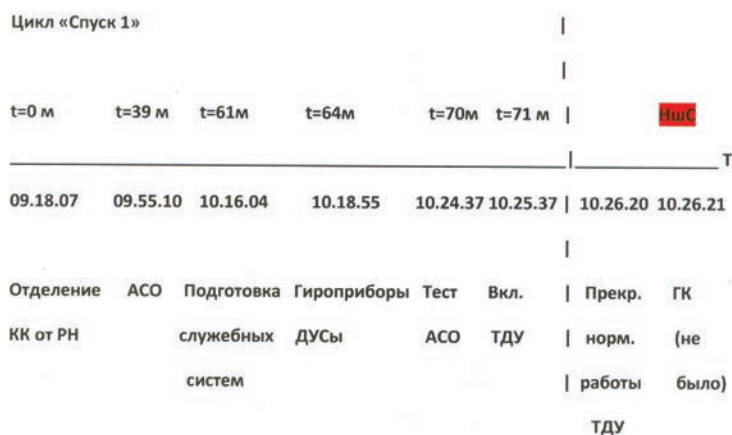 Цикл «Спуск 1» |
|
t=0 м t=39 м t=61м t=64м t=70м t=71 м | НшС
| Т
09.18.07 09.55.10 10.16.04 10.18.55 10.24.37 10.25.37 | 10.26.20 10.26.21
|
Отделение АСО Подготовка Гироприборы Тест Вкл. | Прекр. ГК
КК от РН служебных ДУСы АСО ТДУ | норм. (не
систем | работы было)
ТДУ